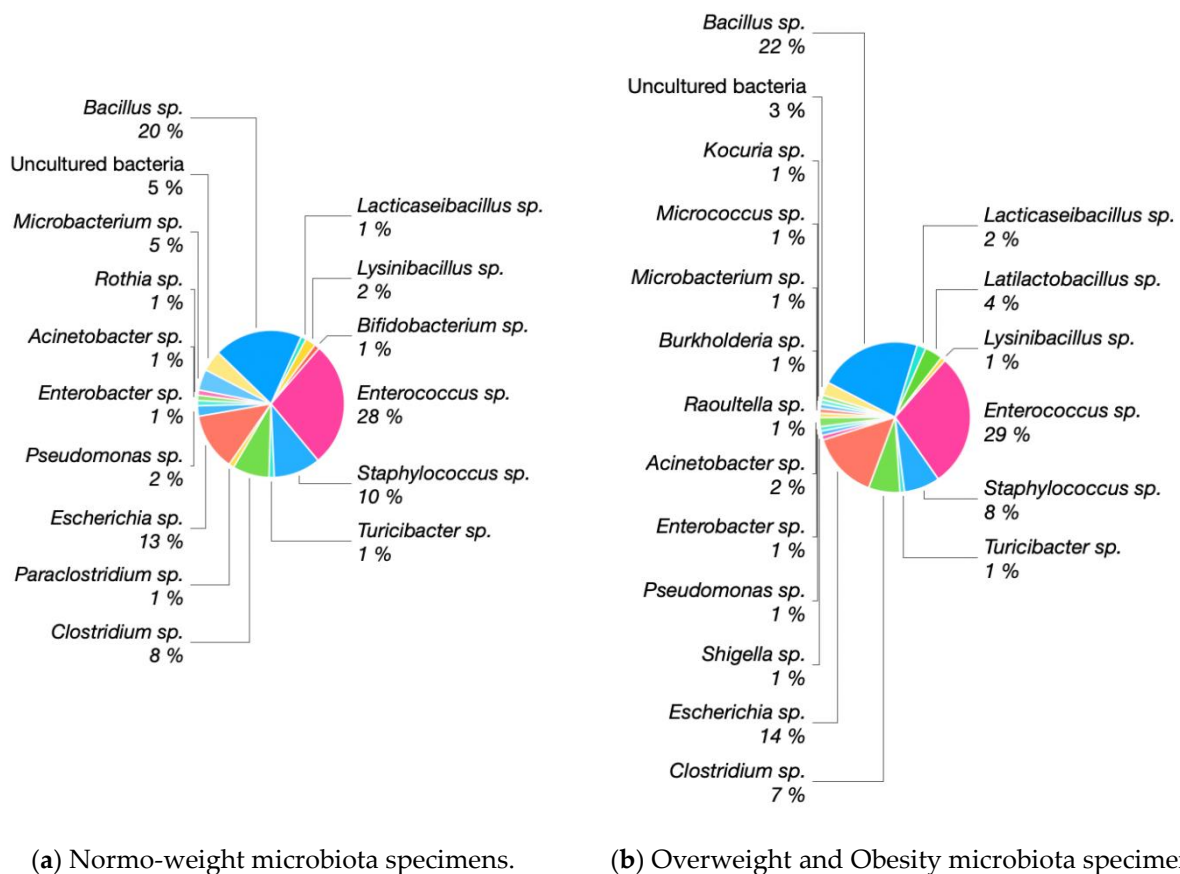 Bacillus sp.
20 %
Uncultured bacteria
5 %
Microbacterium sp.
5 %
Rothia sp.
1 %
Acinetobacter sp.
1 %
Enterobacter sp.
1 %
Pseudomonas sp.
2 %
Escherichia sp.
13 %
Paraclostridium sp.
1 %
Clostridium sp.
8 %
Lacticaseibacillus sp.
1 %
Lysinibacillus sp.
2 %
Bifidobacterium sp.
1 %
Enterococcus sp.
28 %
Staphylococcus sp.
10 %
Turicibacter sp.
1 %
(a) Normo-weight microbiota specimens.
Bacillus sp.
22 %
Uncultured bacteria
3 %
Kocuria sp.
1 %
Micrococcus sp.
1 %
Microbacterium sp.
1 %
Burkholderia sp.
1 %
Raoultella sp.
1 %
Acinetobacter sp.
2 %
Enterobacter sp.
1 %
Pseudomonas sp.
1 %
Shigella sp.
1 %
Escherichia sp.
14 %
Clostridium sp.
7 %
Lacticaseibacillus sp.
2 %
Latilactobacillus sp.
4 %
Lysinibacillus sp.
1 %
Enterococcus sp.
29 %
Staphylococcus sp.
8 %
Turicibacter sp.
1 %
(b) Overweight and Obesity microbiota specime